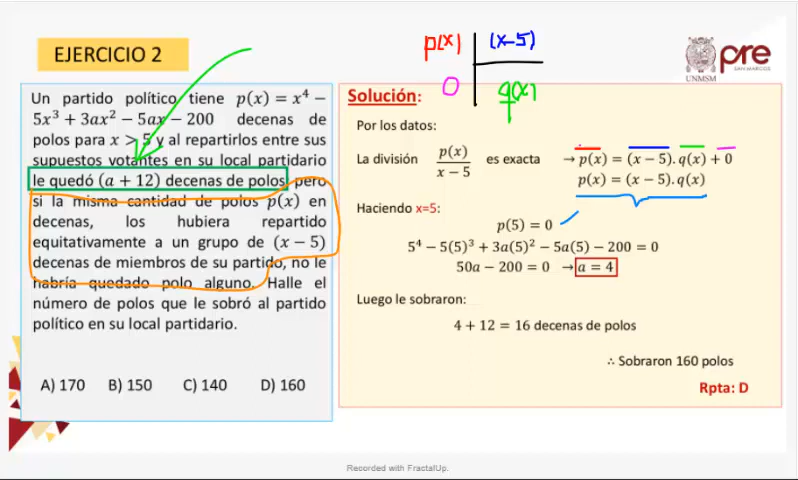 EJERCICIO 2
p(x) (x-5)
0 q(x)
UNMSM pre
SAN MARCOS
Un partido político tiene p(x) = x⁴ −
5x³ + 3ax² − 5ax − 200 decenas de
polos para x > 5 y al repartirlos entre sus
supuestos votantes en su local partidario
le quedó (a + 12) decenas de polos; pero
si la misma cantidad de polos p(x) en
decenas, los hubiera repartido
equitativamente a un grupo de (x − 5)
decenas de miembros de su partido, no le
habría quedado polo alguno. Halle el
número de polos que le sobró al partido
político en su local partidario.
A) 170 B) 150 C) 140 D) 160
Solución:
Por los datos:
La división p(x)/(x − 5) es exacta → p(x) = (x − 5). q(x) + 0
p(x) = (x − 5). q(x)
Haciendo x=5:
p(5) = 0
5⁴ − 5(5)³ + 3a(5)² − 5a(5) − 200 = 0
50a − 200 = 0 → a = 4
Luego le sobraron:
4 + 12 = 16 decenas de polos
∴ Sobraron 160 polos
Rpta: D
Recorded with FractalUp.